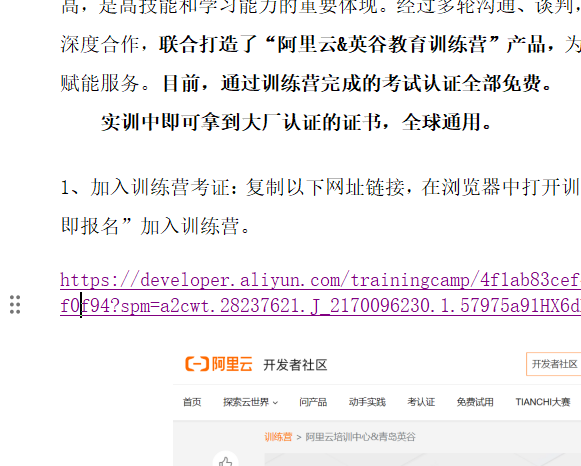 高，是高技能和学习能力的重要体现。经过多轮沟通、谈判，
深度合作，联合打造了“阿里云&英谷教育训练营”产品，为
赋能服务。目前，通过训练营完成的考试认证全部免费。
实训中即可拿到大厂认证的证书，全球通用。
1、加入训练营考证：复制以下网址链接，在浏览器中打开训
即报名”加入训练营。
https://developer.aliyun.com/trainingcamp/4f1ab83cef
f0f94?spm=a2cwt.28237621.J_2170096230.1.57975a91HX6d
阿里云 开发者社区 开发者社区
首页 探索云世界 问产品 动手实践 考认证 免费试用 TIANCHI大赛
训练营 > 阿里云培训中心&青岛英谷